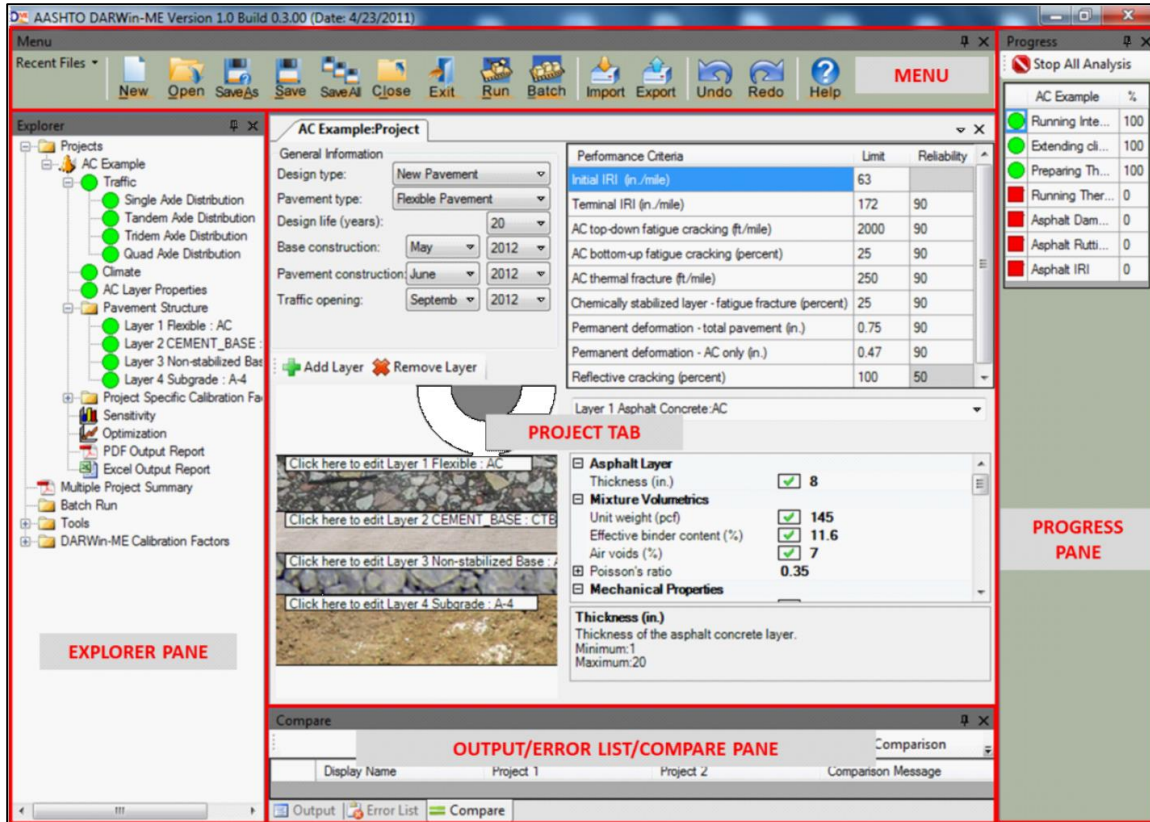 AASHTO DARWin-ME Version 1.0 Build 0.3.00 (Date: 4/23/2011)
Menu
Recent Files
New Open SaveAs Save SaveAll Close Exit Run Batch Import Export Undo Redo Help
MENU
Explorer
Projects
AC Example
Traffic
Single Axle Distribution
Tandem Axle Distribution
Tridem Axle Distribution
Quad Axle Distribution
Climate
AC Layer Properties
Pavement Structure
Layer 1 Flexible : AC
Layer 2 CEMENT_BASE :
Layer 3 Non-stabilized Bas
Layer 4 Subgrade : A-4
Project Specific Calibration Fa
Sensitivity
Optimization
PDF Output Report
Excel Output Report
Multiple Project Summary
Batch Run
Tools
DARWin-ME Calibration Factors
EXPLORER PANE
AC Example:Project
General Information
Design type: New Pavement
Pavement type: Flexible Pavement
Design life (years): 20
Base construction: May 2012
Pavement construction: June 2012
Traffic opening: Septemb 2012
Add Layer Remove Layer
Performance Criteria Limit Reliability
Initial IRI (in./mile) 63
Terminal IRI (in./mile) 172 90
AC top-down fatigue cracking (ft/mile) 2000 90
AC bottom-up fatigue cracking (percent) 25 90
AC thermal fracture (ft/mile) 250 90
Chemically stabilized layer - fatigue fracture (percent) 25 90
Permanent deformation - total pavement (in.) 0.75 90
Permanent deformation - AC only (in.) 0.47 90
Reflective cracking (percent) 100 50
Layer 1 Asphalt Concrete:AC
PROJECT TAB
Click here to edit Layer 1 Flexible : AC
Click here to edit Layer 2 CEMENT_BASE : CTB
Click here to edit Layer 3 Non-stabilized Base :
Click here to edit Layer 4 Subgrade : A-4
Asphalt Layer
Thickness (in.) 8
Mixture Volumetrics
Unit weight (pcf) 145
Effective binder content (%) 11.6
Air voids (%) 7
Poisson's ratio 0.35
Mechanical Properties
Thickness (in.)
Thickness of the asphalt concrete layer.
Minimum:1
Maximum:20
Compare
OUTPUT/ERROR LIST/COMPARE PANE
Comparison
Display Name Project 1 Project 2 Comparison Message
Output Error List Compare
Progress
Stop All Analysis
AC Example %
Running Inte... 100
Extending cli... 100
Preparing Th... 100
Running Ther... 0
Asphalt Dam... 0
Asphalt Rutti... 0
Asphalt IRI 0
PROGRESS
PANE